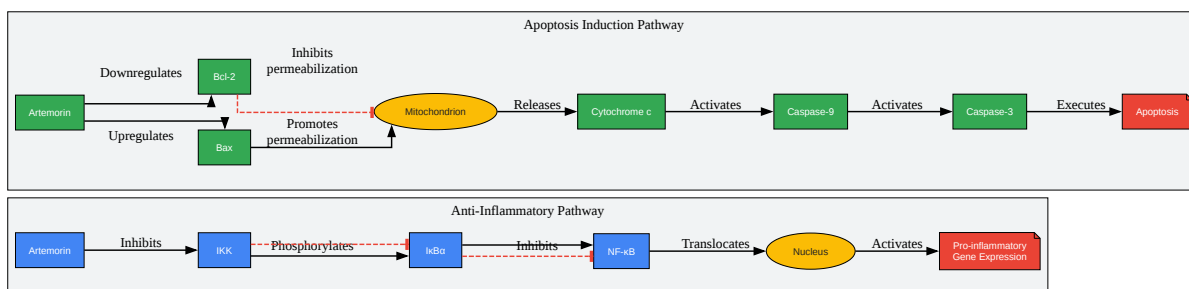 Apoptosis Induction Pathway
Inhibits
permeabilization
Downregulates
Bcl-2
Artemorin
Mitochondrion
Releases
Cytochrome c
Activates
Caspase-9
Activates
Caspase-3
Executes
Apoptosis
Upregulates
Promotes
permeabilization
Bax
Anti-Inflammatory Pathway
Artemorin
Inhibits
IKK
Phosphorylates
IκBα
Inhibits
NF-κB
Translocates
Nucleus
Activates
Pro-inflammatory
Gene Expression